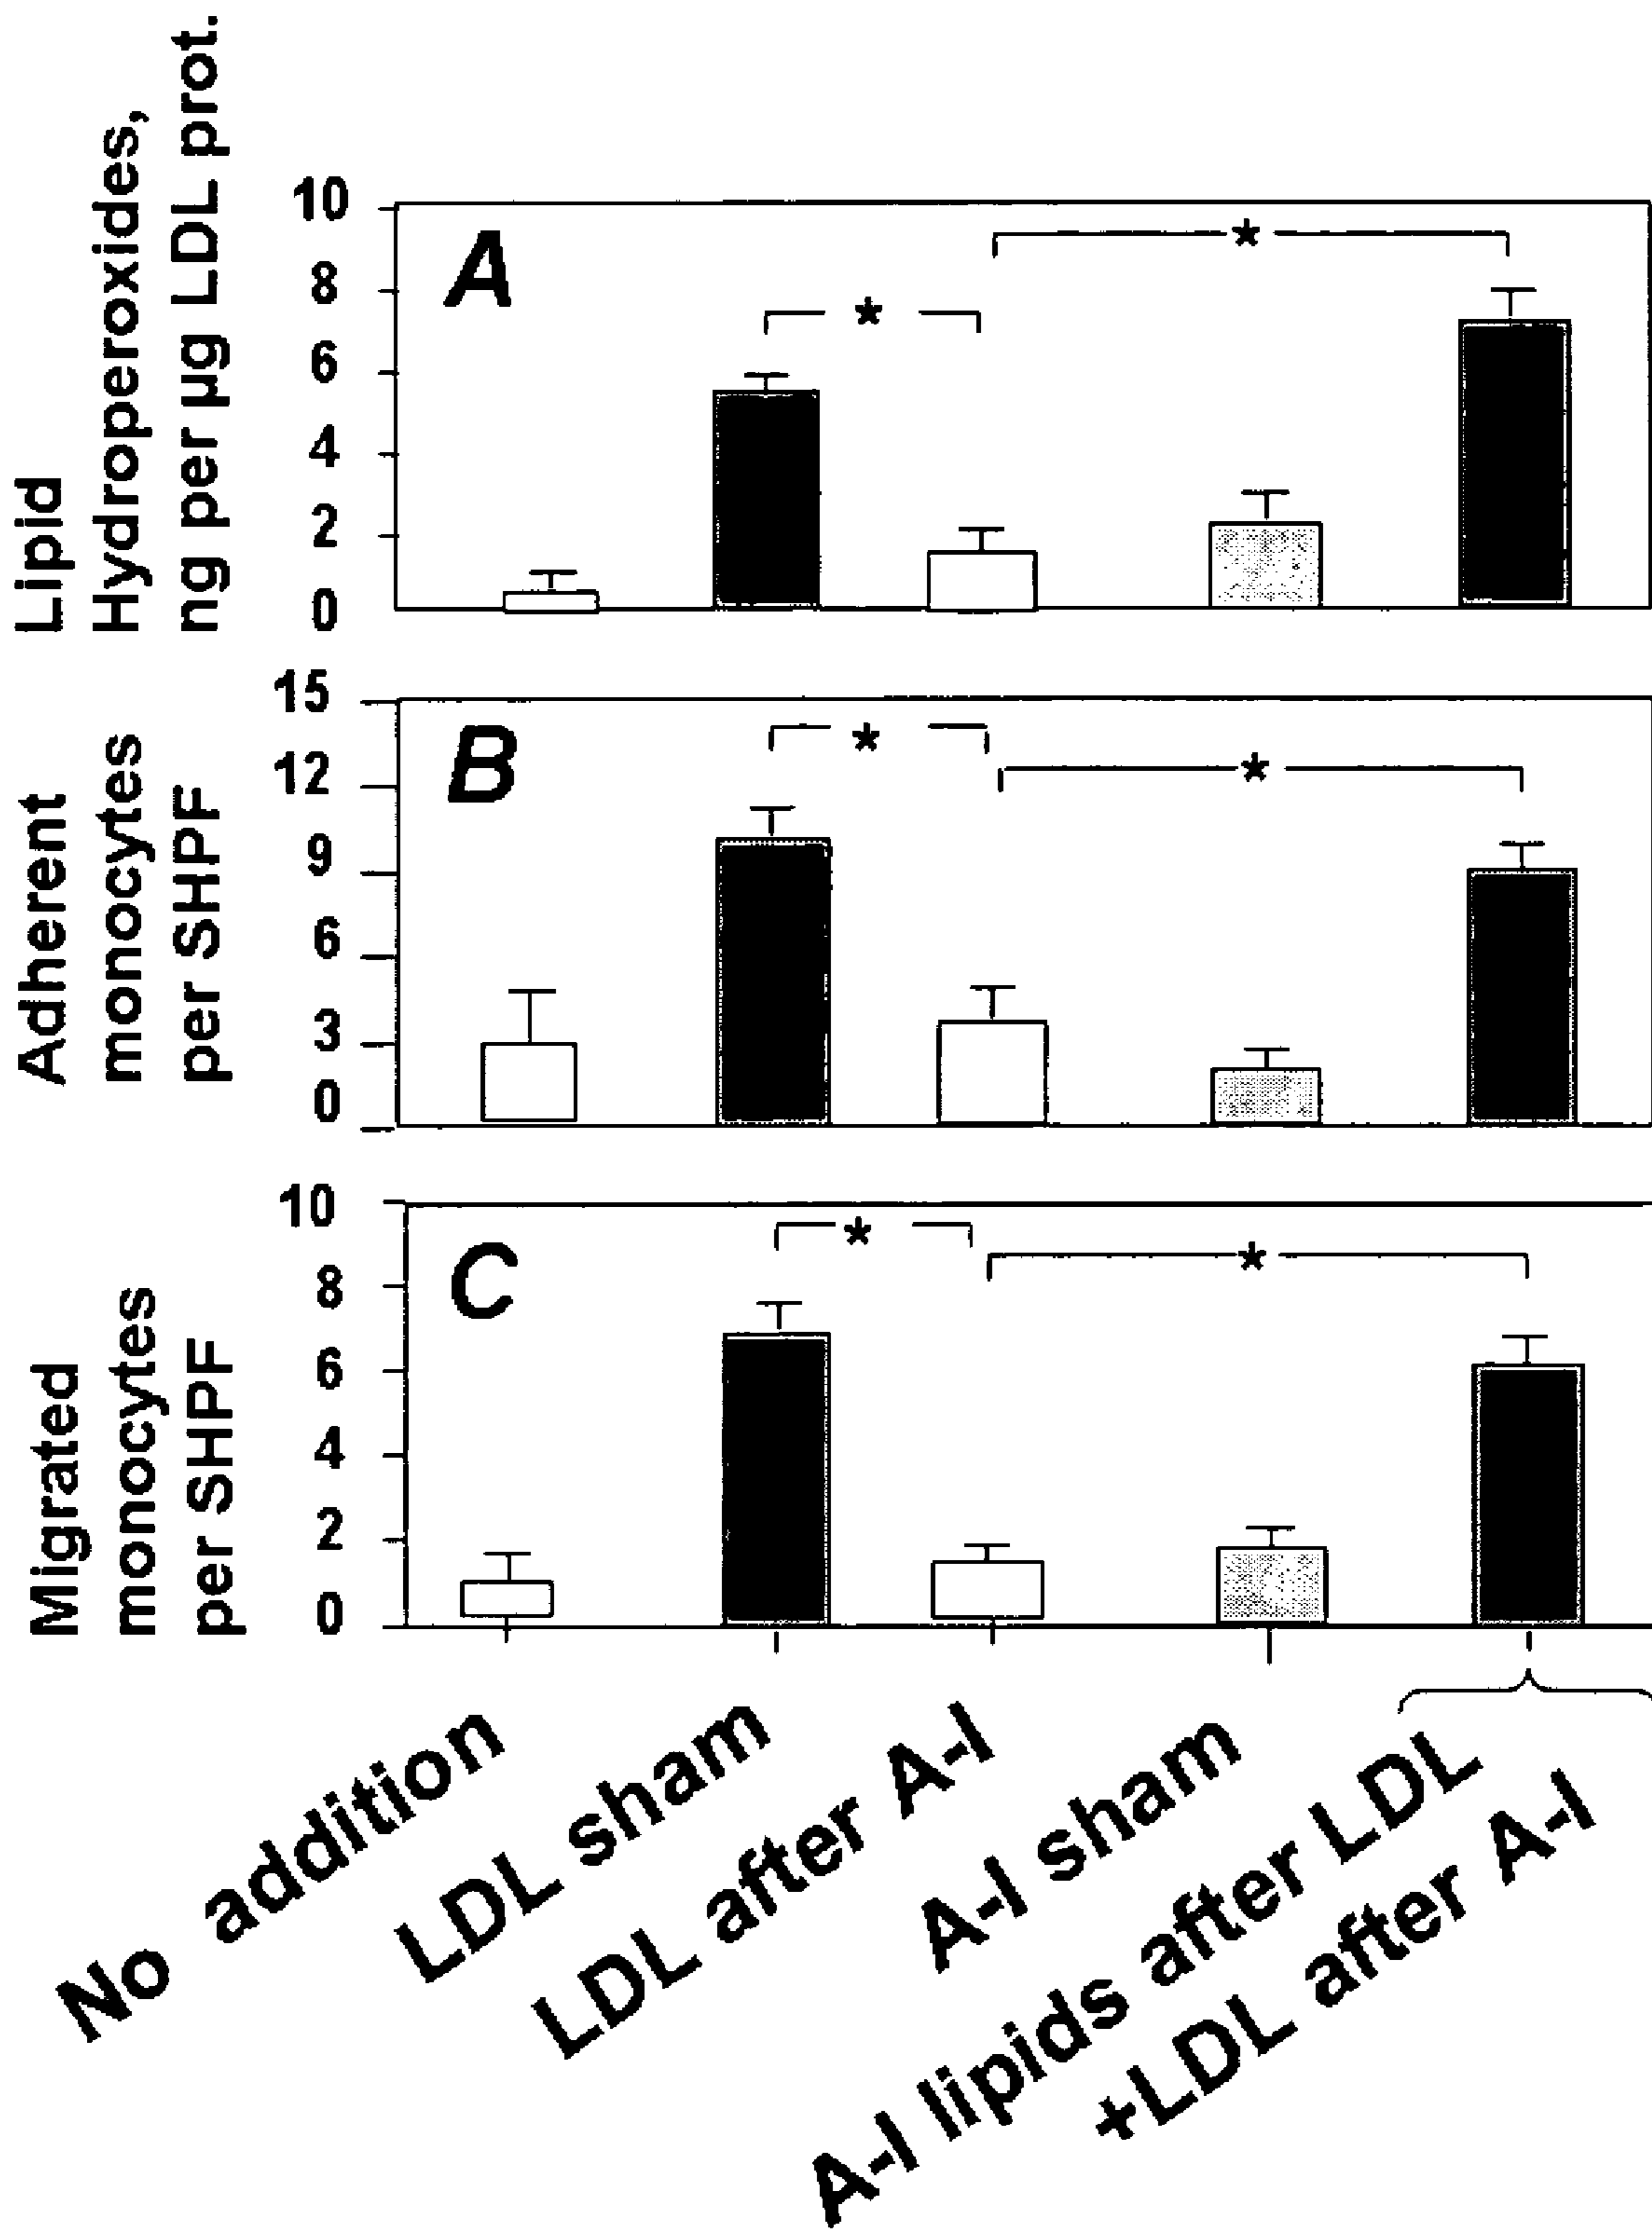 Lipid
Hydroperoxides,
ng per µg LDL prot.
10
8
6
4
2
0
A
*
*
Adherent
monocytes
per SHPF
15
12
9
6
3
0
B
*
*
Migrated
monocytes
per SHPF
10
8
6
4
2
0
C
*
*
No addition
LDL sham
LDL after A-I
A-I sham
A-I lipids after LDL
+LDL after A-I